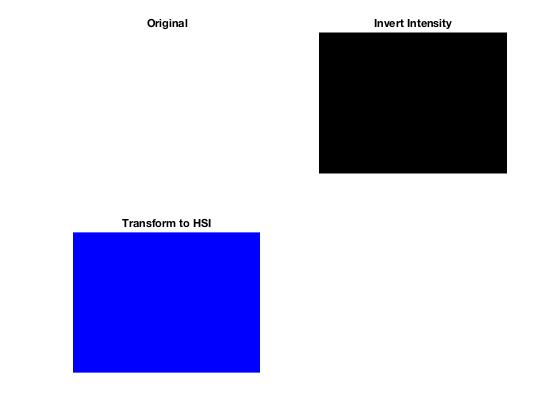 Original
Invert Intensity
Transform to HSI